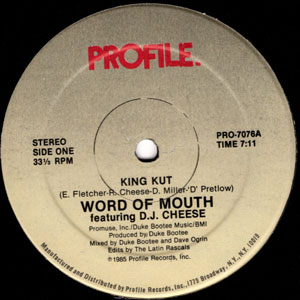 PROFILE.
STEREO
SIDE ONE
33⅓ RPM
PRO-7076A
TIME 7:11
KING KUT
(E. Fletcher-R. Cheese-D. Miller-'D' Pretlow)
WORD OF MOUTH
featuring D.J. CHEESE
Promuse, Inc./Duke Bootee Music/BMI
Produced by: Duke Bootee
Mixed by Duke Bootee and Dave Ogrin
Edits by The Latin Rascals
©1985 Profile Records, Inc.
Manufactured and Distributed by Profile Records, Inc. 1775 Broadway, N.Y., N.Y. 10019